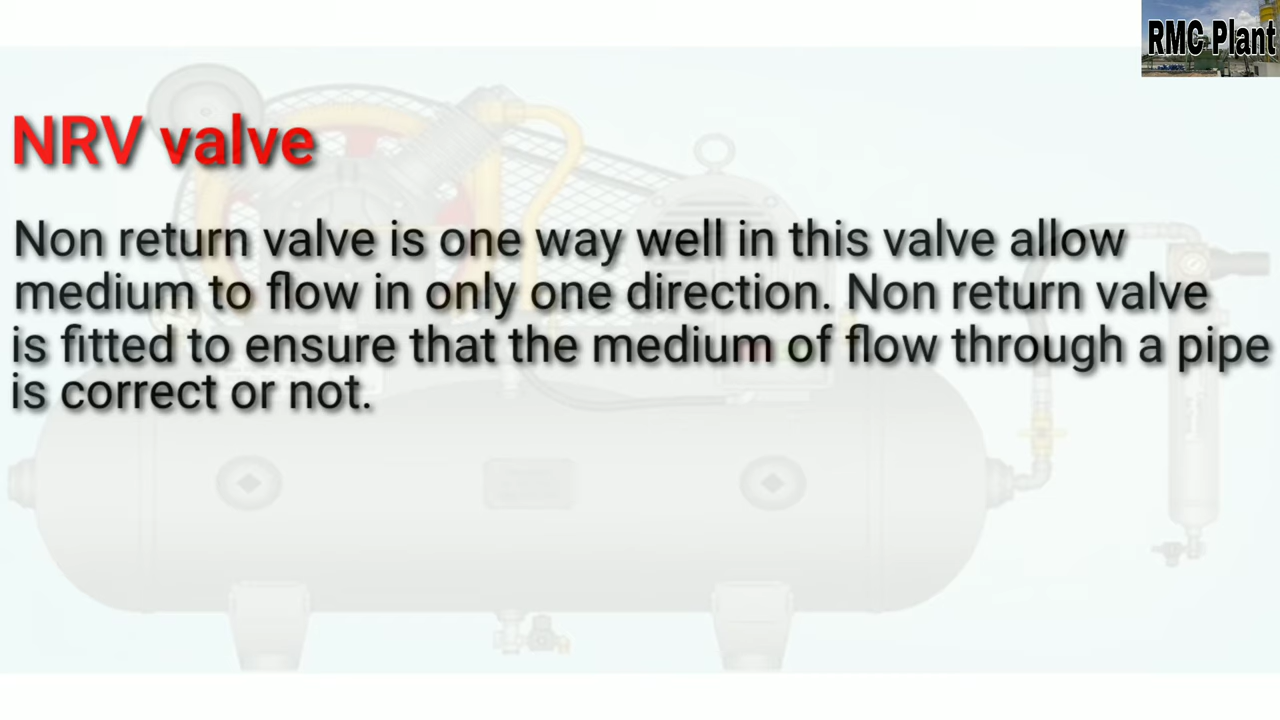 RMC Plant
NRV valve
Non return valve is one way well in this valve allow
medium to flow in only one direction. Non return valve
is fitted to ensure that the medium of flow through a pipe
is correct or not.